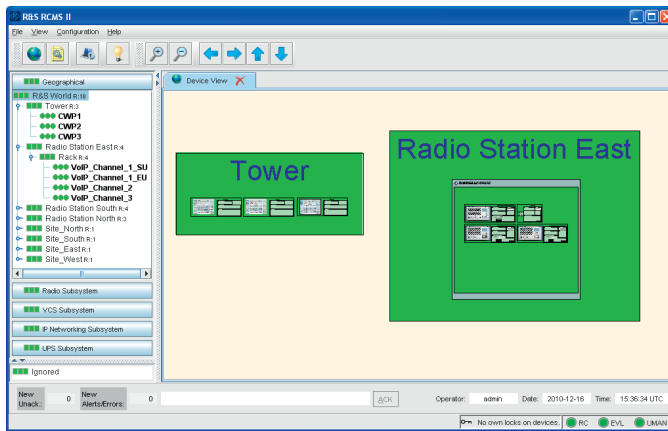 R&S RCMS II
File View Configuration Help
Geographical
R&S World R:18
Tower R:3
CWP1
CWP2
CWP3
Radio Station East R:4
Rack R:4
VoIP_Channel_1_SU
VoIP_Channel_1_EU
VoIP_Channel_2
VoIP_Channel_3
Radio Station South R:4
Radio Station North R:3
Site_North R:1
Site_South R:1
Site_East R:1
Site_West R:1
Radio Subsystem
VCS Subsystem
IP Networking Subsystem
UPS Subsystem
Ignored
Device View
Tower
Radio Station East
New Unack.: 0 New Alerts/Errors: 0 ACK Operator: admin Date: 2010-12-16 Time: 15:36:34 UTC
No own locks on devices. RC EVL UMAN